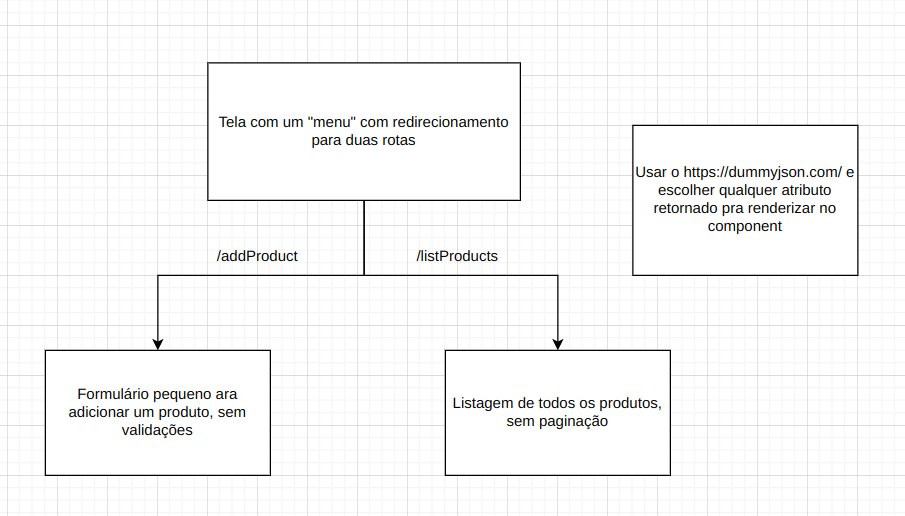 Tela com um "menu" com redirecionamento
para duas rotas
Usar o https://dummyjson.com/ e
escolher qualquer atributo
retornado pra renderizar no
component
/addProduct
/listProducts
Formulário pequeno ara
adicionar um produto, sem
validações
Listagem de todos os produtos,
sem paginação